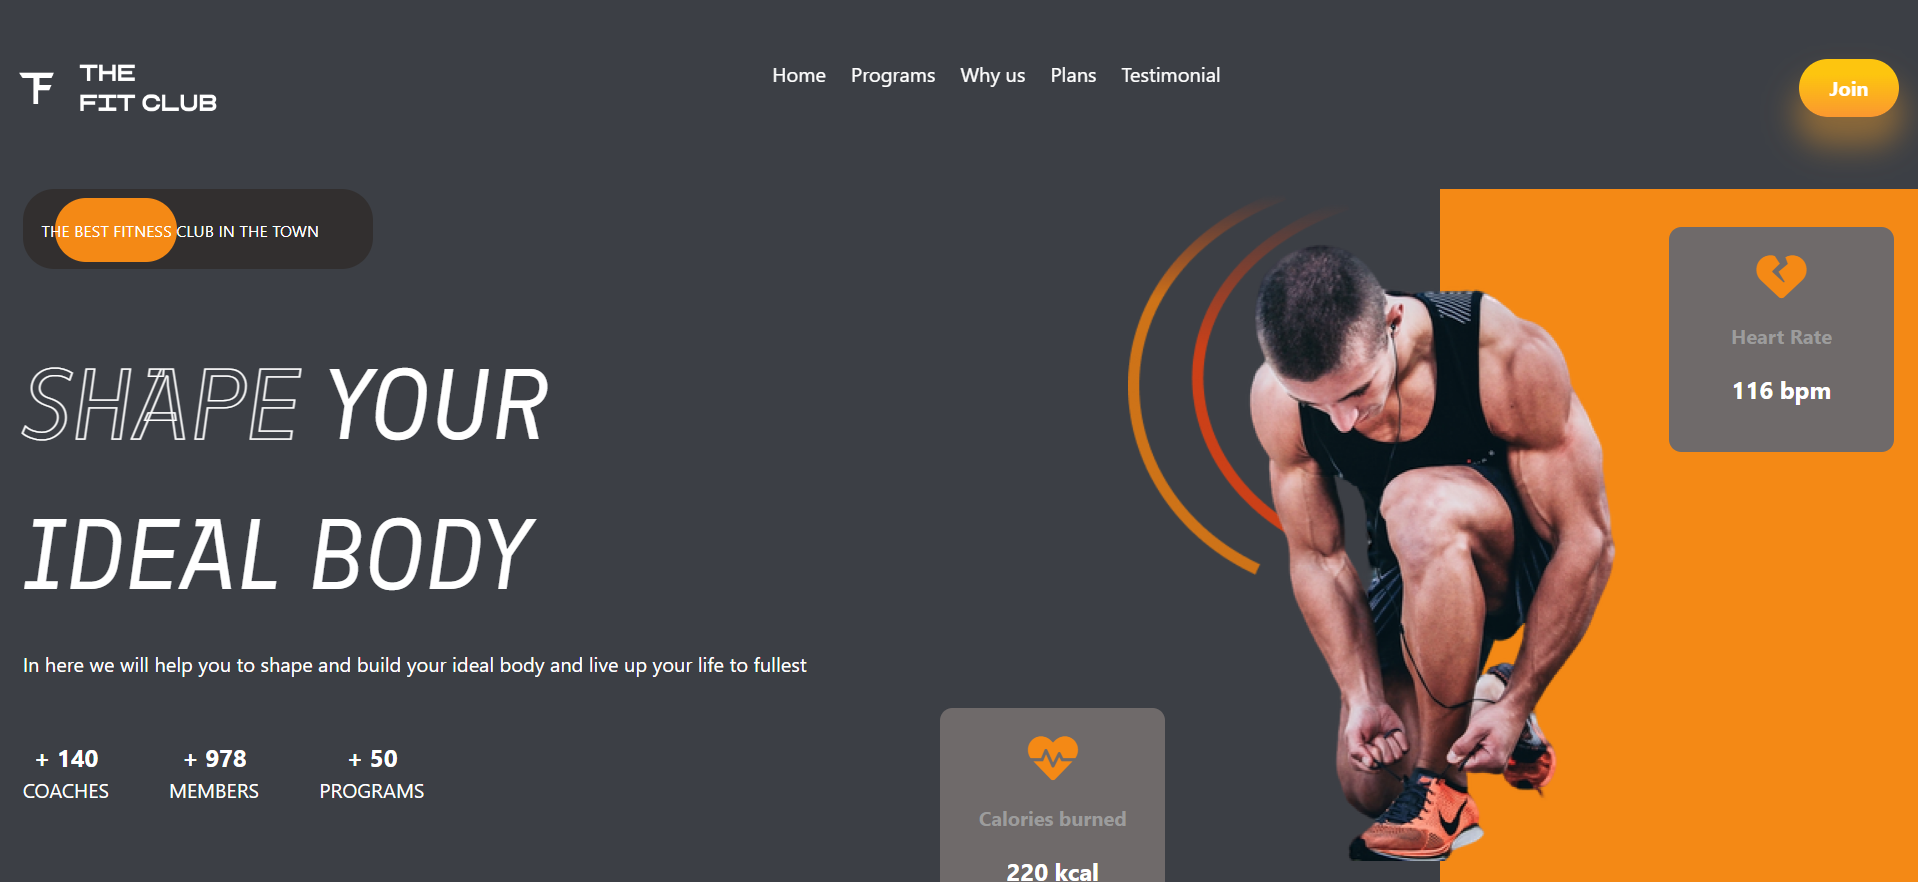 THE
FIT CLUB
Home Programs Why us Plans Testimonial
Join
THE BEST FITNESS CLUB IN THE TOWN
SHAPE YOUR
IDEAL BODY
In here we will help you to shape and build your ideal body and live up your life to fullest
+ 140 + 978 + 50
COACHES MEMBERS PROGRAMS
Heart Rate
116 bpm
Calories burned
220 kcal